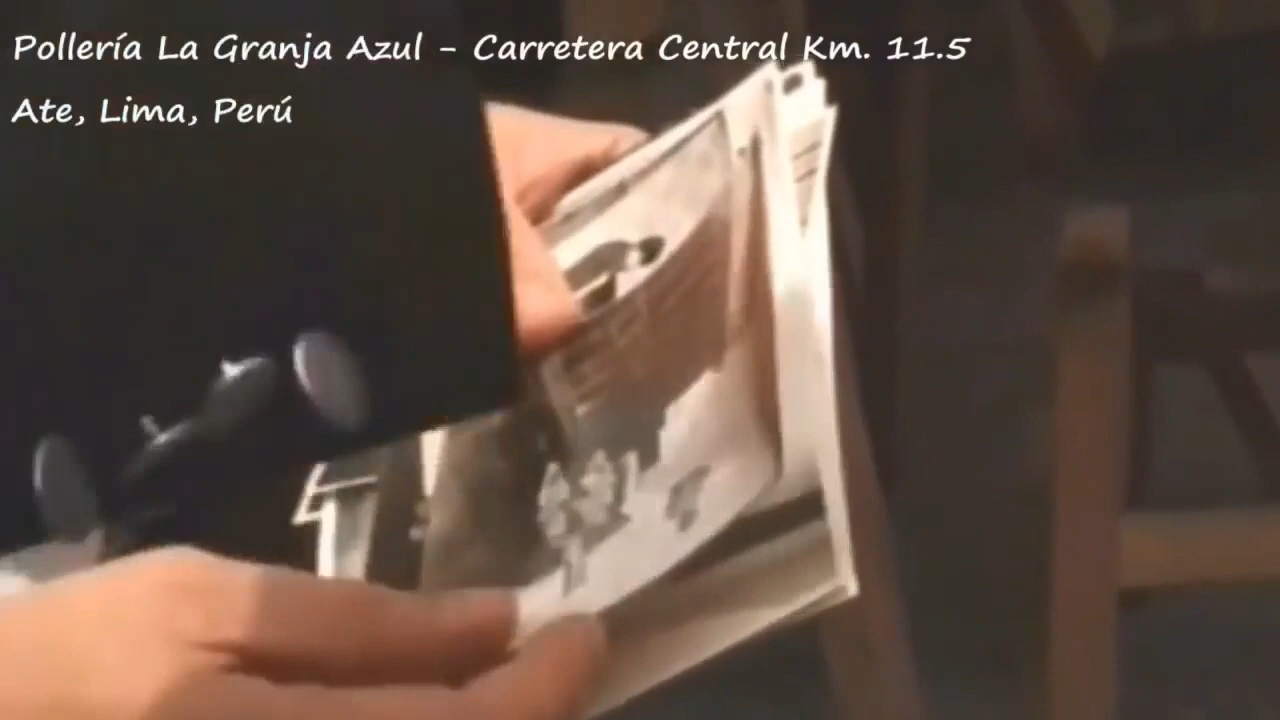 Pollería La Granja Azul - Carretera Central Km. 11.5
Ate, Lima, Perú